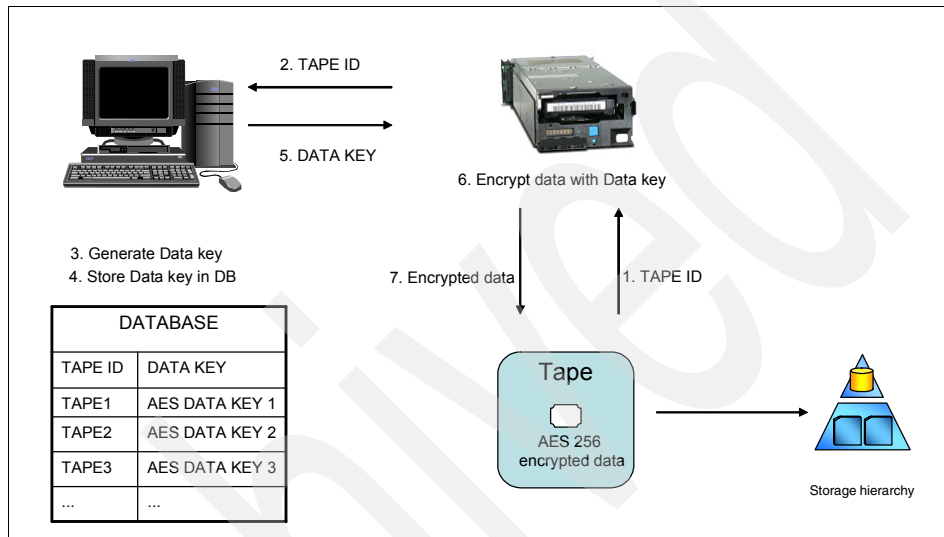 2. TAPE ID
5. DATA KEY
6. Encrypt data with Data key
3. Generate Data key
4. Store Data key in DB
7. Encrypted data
1. TAPE ID
DATABASE
TAPE ID DATA KEY
TAPE1 AES DATA KEY 1
TAPE2 AES DATA KEY 2
TAPE3 AES DATA KEY 3
... ...
Tape
AES 256
encrypted data
Storage hierarchy